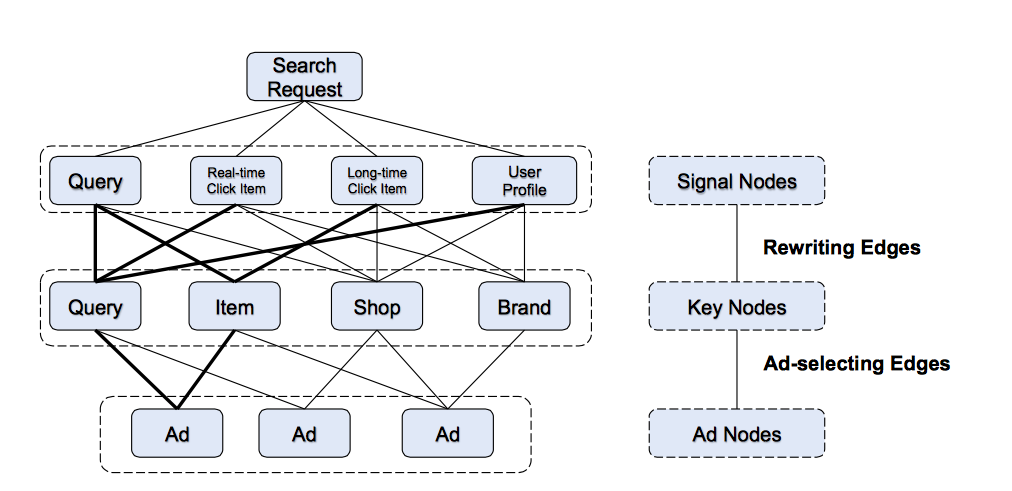 Search
Request
Query
Real-time
Click Item
Long-time
Click Item
User
Profile
Signal Nodes
Rewriting Edges
Query
Item
Shop
Brand
Key Nodes
Ad-selecting Edges
Ad
Ad
Ad
Ad Nodes